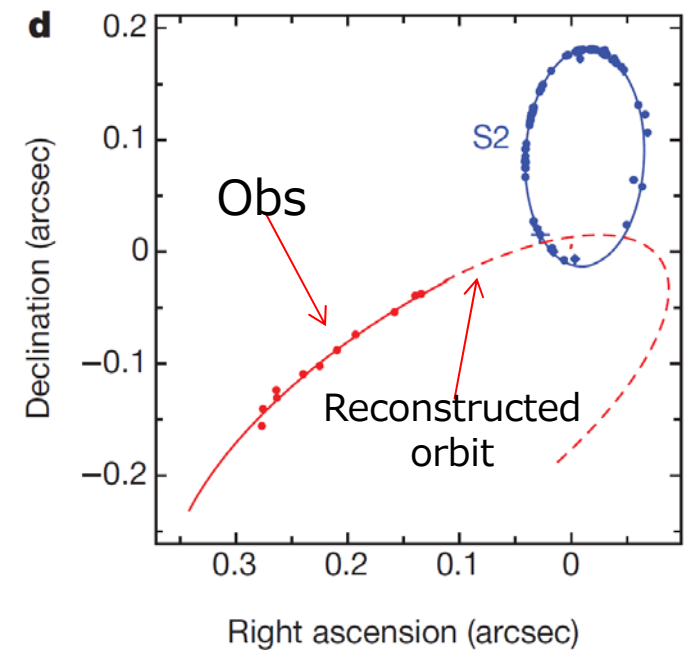 d
0.2
0.1
0
−0.1
−0.2
Declination (arcsec)
S2
Obs
Reconstructed
orbit
0.3 0.2 0.1 0
Right ascension (arcsec)